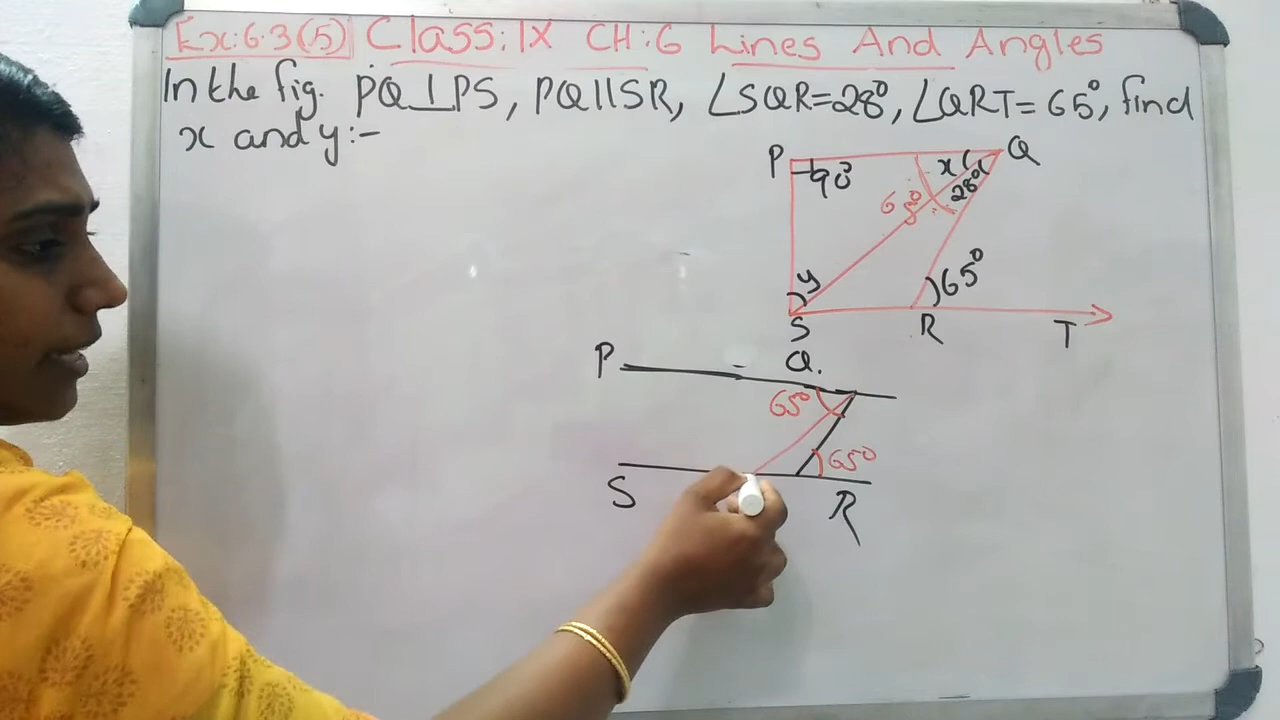 Ex:6.3(5) Class:IX CH:6 Lines And Angles
In the fig. PQ⊥PS, PQ||SR, ∠SQR=28°, ∠QRT=65°, find
x and y:-
P 90° x 28° Q
65°
y 65°
S R T
P Q.
65°
65°
S R